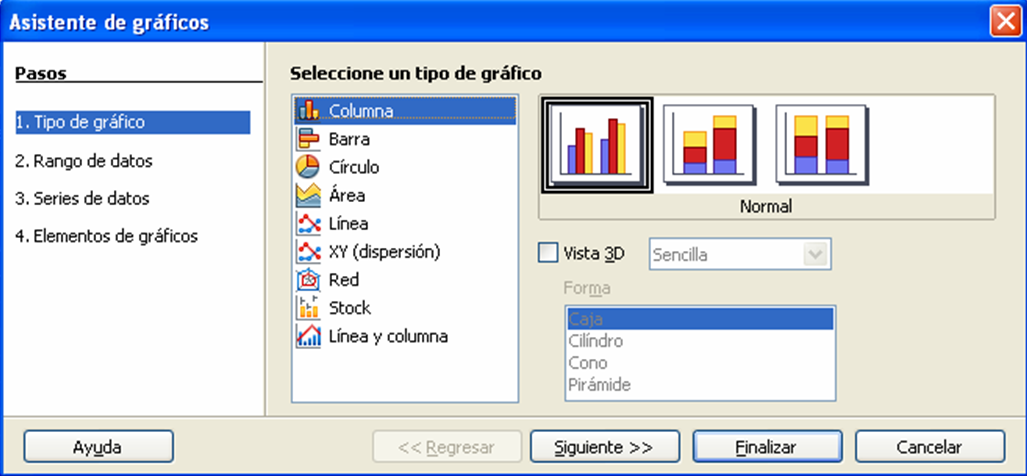 Asistente de gráficos
Pasos
1. Tipo de gráfico
2. Rango de datos
3. Series de datos
4. Elementos de gráficos
Seleccione un tipo de gráfico
Columna
Barra
Círculo
Área
Línea
XY (dispersión)
Red
Stock
Línea y columna
Normal
Vista 3D
Sencilla
Forma
Caja
Cilíndro
Cono
Pirámide
Ayuda
<< Regresar
Siguiente >>
Finalizar
Cancelar